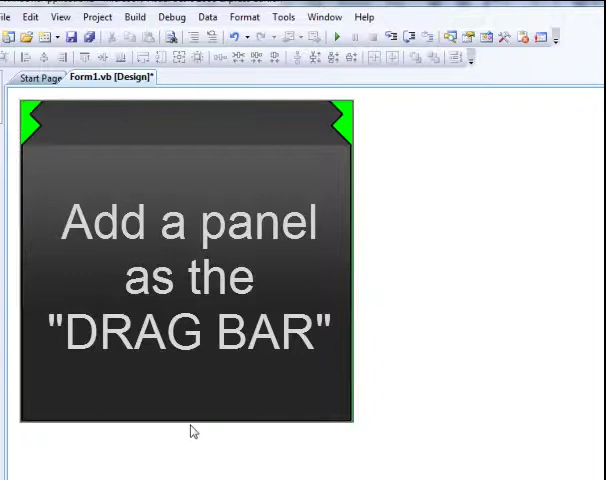 File Edit View Project Build Debug Data Format Tools Window Help
Start Page Form1.vb [Design]*
Add a panel
as the
"DRAG BAR"